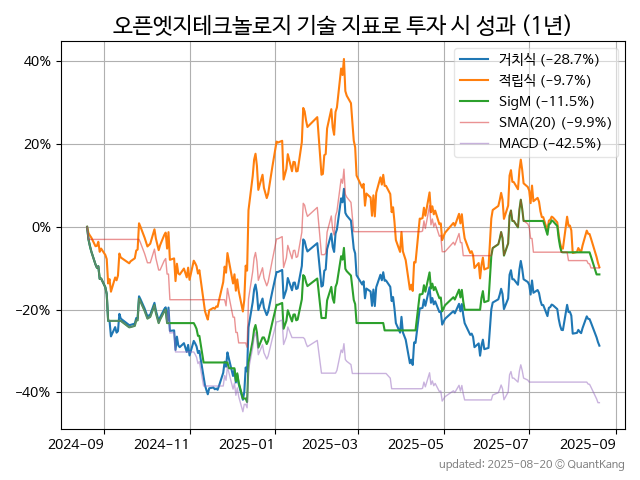 오픈엣지테크놀로지 기술 지표로 투자 시 성과 (1년)
거치식 (−28.7%)
적립식 (−9.7%)
SigM (−11.5%)
SMA(20) (−9.9%)
MACD (−42.5%)
40%
20%
0%
−20%
−40%
2024-09 2024-11 2025-01 2025-03 2025-05 2025-07 2025-09
updated: 2025-08-20 © QuantKang